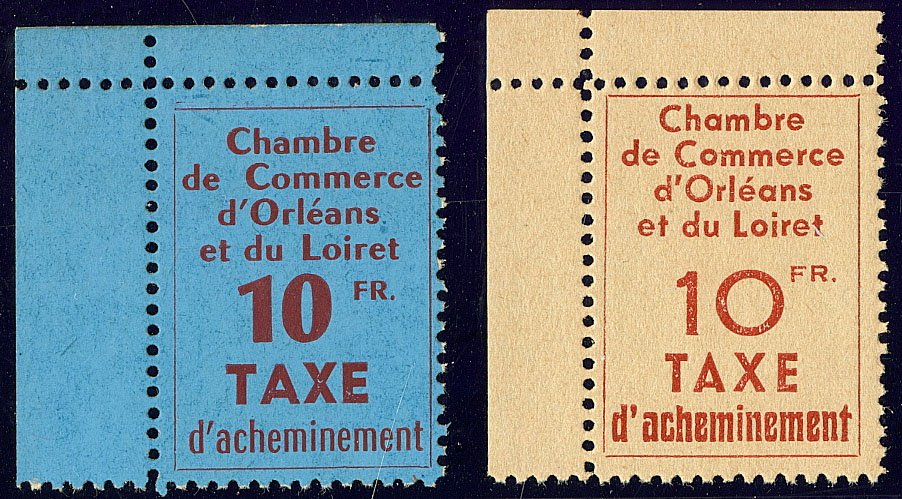 Chambre
de Commerce
d'Orléans
et du Loiret
10 FR.
TAXE
d'acheminement
Chambre
de Commerce
d'Orléans
et du Loiret
10 FR.
TAXE
d'acheminement